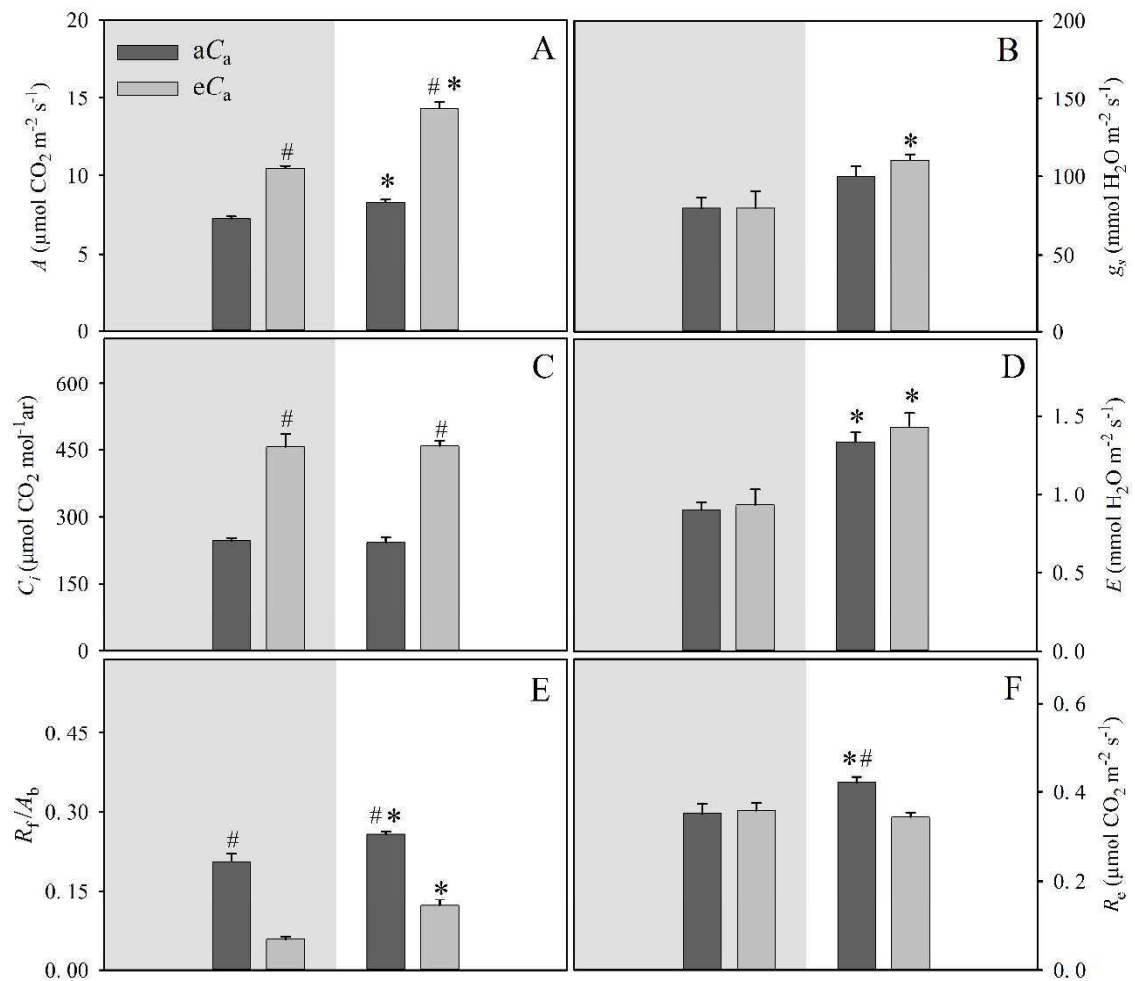 20
15
10
5
0
A (µmol CO2 m-2 s-1)
aCa
eCa
A
#
*
# *
B
*
200
150
100
50
0
gs (mmol H2O m-2 s-1)
600
450
300
150
0
Ci (µmol CO2 mol-1ar)
C
#
#
D
*
*
1.5
1.0
0.5
0.0
E (mmol H2O m-2 s-1)
0.45
0.30
0.15
0.00
Rf/Ab
E
#
# *
*
F
* #
0.6
0.4
0.2
0.0
Re (µmol CO2 m-2 s-1)